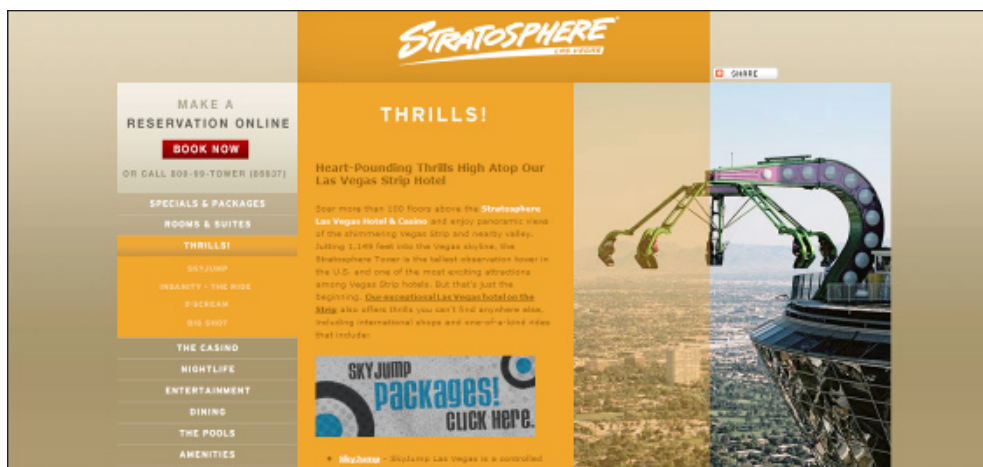 STRATOSPHERE
LAS VEGAS
SHARE
MAKE A
RESERVATION ONLINE
BOOK NOW
OR CALL 800-99-TOWER (86937)
SPECIALS & PACKAGES
ROOMS & SUITES
THRILLS!
SKYJUMP
INSANITY - THE RIDE
X-SCREAM
BIG SHOT
THE CASINO
NIGHTLIFE
ENTERTAINMENT
DINING
THE POOLS
AMENITIES
THRILLS!
Heart-Pounding Thrills High Atop Our
Las Vegas Strip Hotel
Soar more than 100 floors above the Stratosphere
Las Vegas Hotel & Casino and enjoy panoramic views
of the shimmering Vegas Strip and nearby valley.
Jutting 1,149 feet into the Vegas skyline, the
Stratosphere Tower is the tallest observation tower in
the U.S. and one of the most exciting attractions
among Vegas Strip hotels. But that's just the
beginning. Our exceptional Las Vegas hotel on the
Strip also offers thrills you can't find anywhere else,
including international shops and one-of-a-kind rides
that include:
SKYJUMP
PACKAGES!
CLICK HERE.
• SkyJump - SkyJump Las Vegas is a controlled